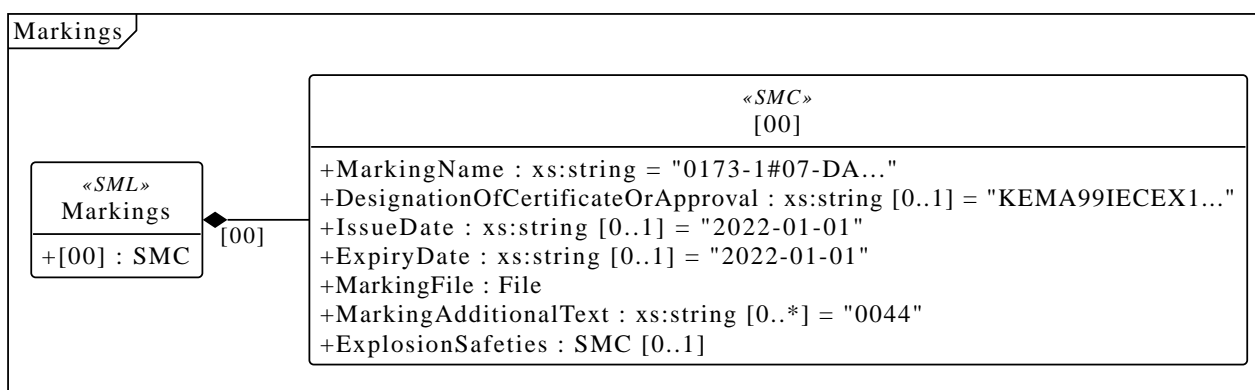 Markings
«SMC»
[00]
+MarkingName : xs:string = "0173-1#07-DA..."
+DesignationOfCertificateOrApproval : xs:string [0..1] = "KEMA99IECEX1..."
+IssueDate : xs:string [0..1] = "2022-01-01"
+ExpiryDate : xs:string [0..1] = "2022-01-01"
+MarkingFile : File
+MarkingAdditionalText : xs:string [0..*] = "0044"
+ExplosionSafeties : SMC [0..1]
«SML»
Markings
+[00] : SMC
[00]